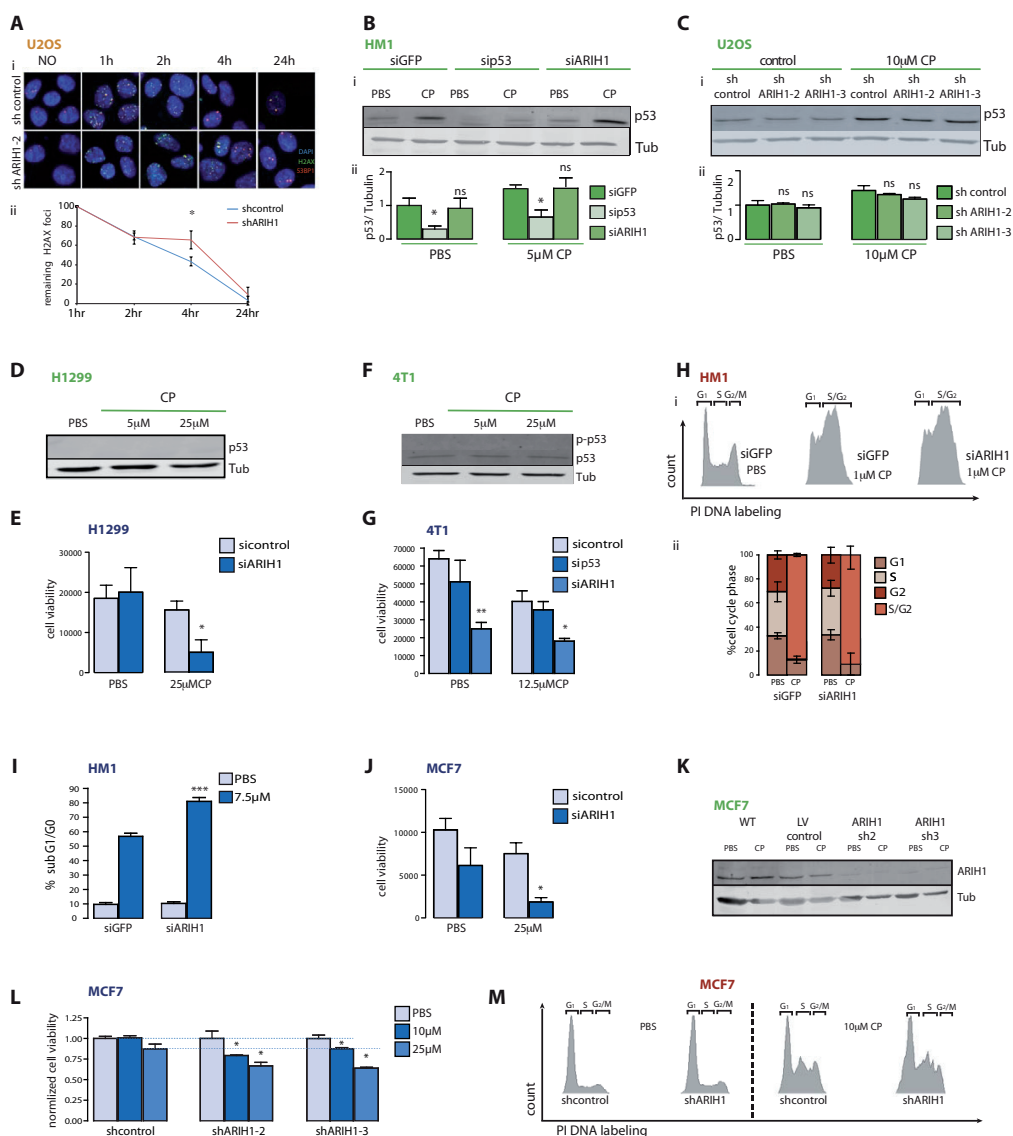 A
U2OS
i
NO 1h 2h 4h 24h
sh control
sh ARIH1-2
DAPI
H2AX
53BP1
ii
remaining H2AX foci
100
80
60
40
20
0
*
shcontrol
shARIH1
1hr 2hr 4hr 24hr
B
HM1
siGFP sip53 siARIH1
i
PBS CP PBS CP PBS CP
p53
Tub
ii
p53/ Tubulin
2
1
0
* ns * ns
siGFP
sip53
siARIH1
PBS 5µM CP
C
U2OS
control 10µM CP
i
sh control sh ARIH1-2 sh ARIH1-3 sh control sh ARIH1-2 sh ARIH1-3
p53
Tub
ii
p53/ Tubulin
2
1
0
ns ns ns ns
sh control
sh ARIH1-2
sh ARIH1-3
PBS 10µM CP
D
H1299
CP
PBS 5µM 25µM
p53
Tub
F
4T1
CP
PBS 5µM 25µM
p-p53
p53
Tub
H
HM1
i
G1 S G2/M G1 S/G2 G1 S/G2
count
siGFP PBS
siGFP 1µM CP
siARIH1 1µM CP
PI DNA labeling
E
H1299
cell viability
30000
20000
10000
0
*
sicontrol
siARIH1
PBS 25µMCP
G
4T1
cell viability
70000
60000
50000
40000
30000
20000
10000
0
** *
sicontrol
sip53
siARIH1
PBS 12.5µMCP
ii
%cell cycle phase
100
80
60
40
20
0
G1
S
G2
S/G2
PBS CP PBS CP
siGFP siARIH1
I
HM1
% sub G1/G0
90
80
70
60
50
40
30
20
10
0
***
PBS
7.5µM
siGFP siARIH1
J
MCF7
cell viability
15000
10000
5000
0
*
sicontrol
siARIH1
PBS 25µM
K
MCF7
WT LV control ARIH1 sh2 ARIH1 sh3
PBS CP PBS CP PBS CP PBS CP
ARIH1
Tub
L
MCF7
normlized cell viability
1.25
1.00
0.75
0.50
0.25
0.00
* * * *
PBS
10µM
25µM
shcontrol shARIH1-2 shARIH1-3
M
MCF7
G1 S G2/M G1 S G2/M G1 S G2/M G1 S G2/M
PBS 10µM CP
count
shcontrol shARIH1 shcontrol shARIH1
PI DNA labeling